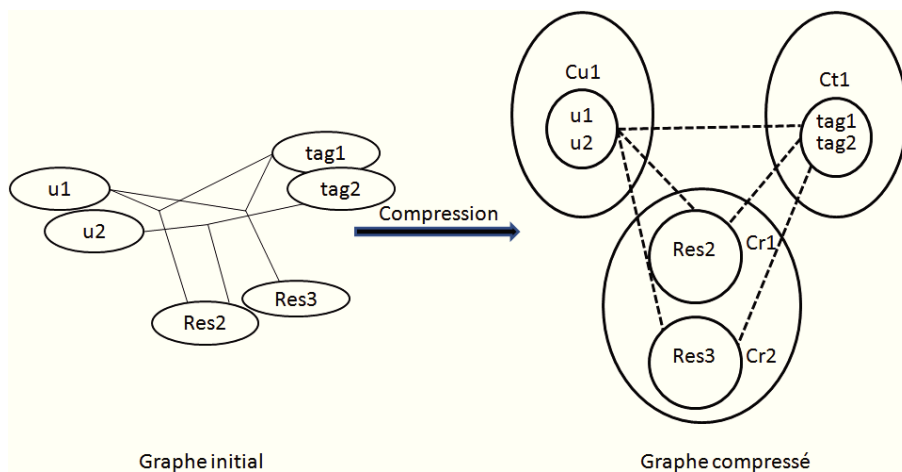 u1
u2
tag1
tag2
Res2
Res3
Graphe initial
Compression
Cu1
u1
u2
Ct1
tag1
tag2
Res2
Cr1
Res3
Cr2
Graphe compressé